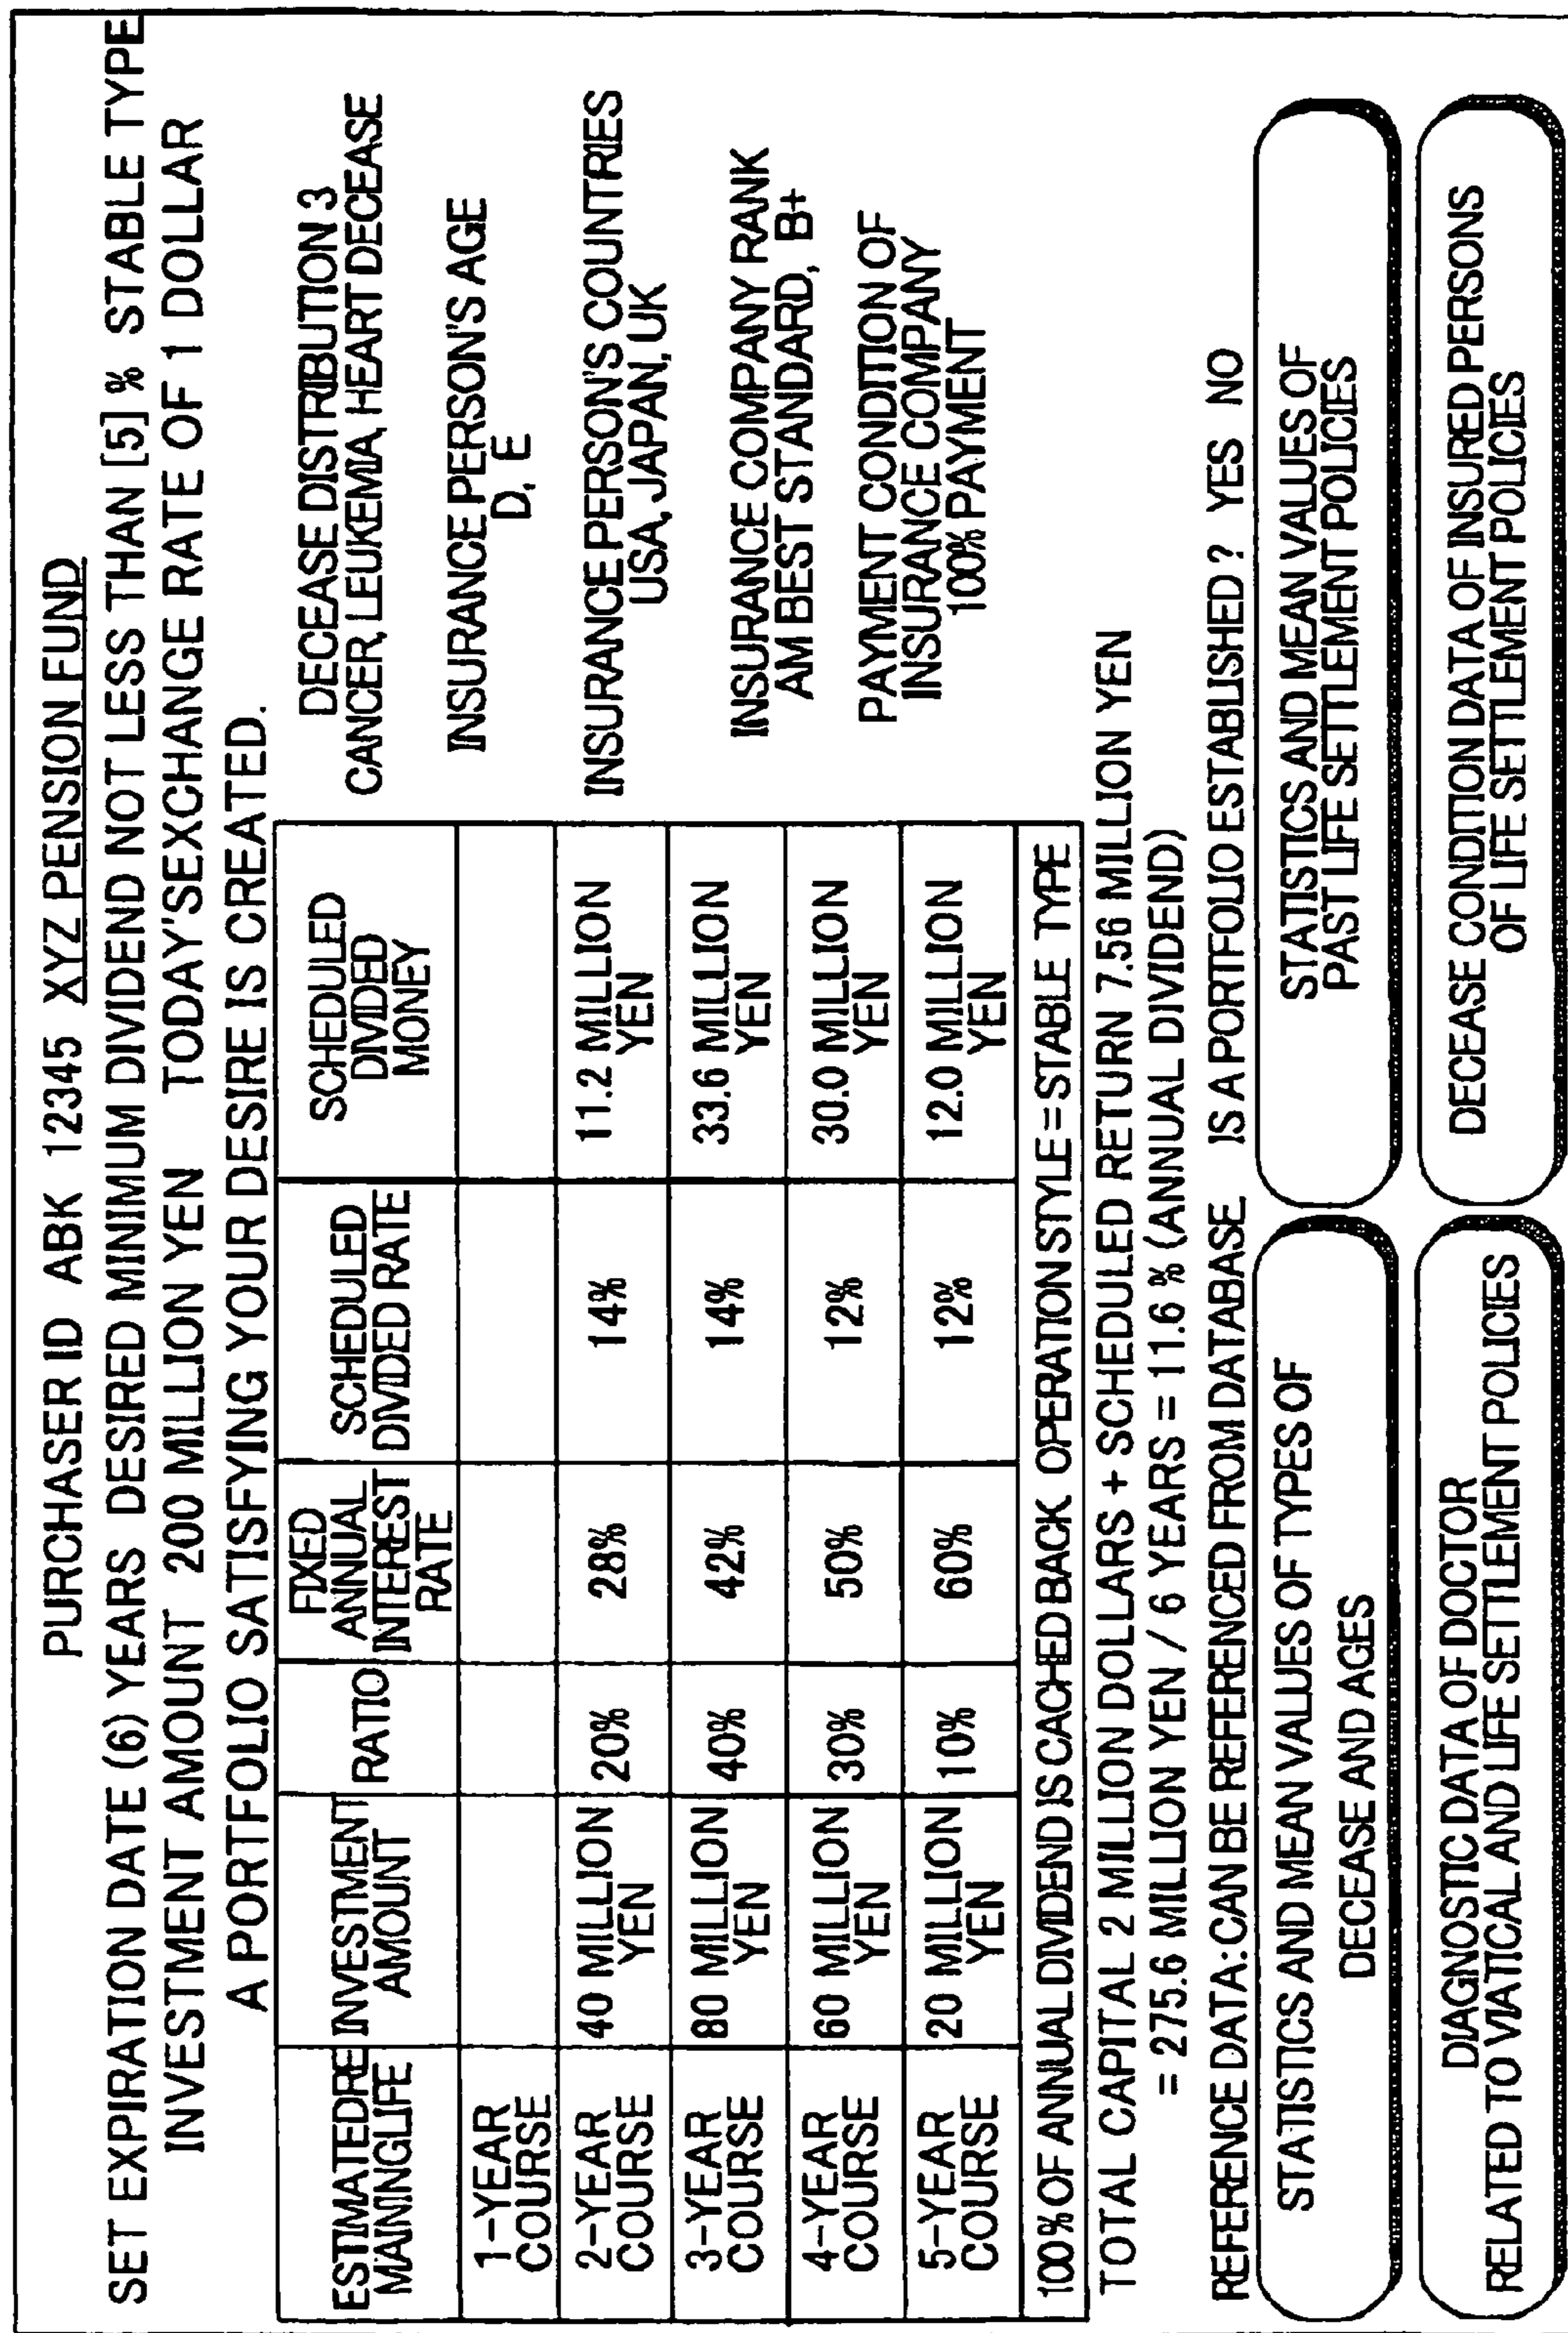 PURCHASER ID ABK 12345 XYZ PENSION FUND
SET EXPIRATION DATE (6) YEARS DESIRED MINIMUM DIVIDEND NOT LESS THAN [5] % STABLE TYPE
INVESTMENT AMOUNT 200 MILLION YEN TODAY'SEXCHANGE RATE OF 1 DOLLAR
A PORTFOLIO SATISFYING YOUR DESIRE IS CREATED.
ESTIMATEDRE
MAININGLIFE
INVESTMENT
AMOUNT
RATIO
FIXED
ANNUAL
INTEREST
RATE
SCHEDULED
DIVIDED RATE
SCHEDULED
DIVIDED
MONEY
1-YEAR
COURSE
2-YEAR
COURSE
40 MILLION
YEN
20%
28%
14%
11.2 MILLION
YEN
3-YEAR
COURSE
80 MILLION
YEN
40%
42%
14%
33.6 MILLION
YEN
4-YEAR
COURSE
60 MILLION
YEN
30%
50%
12%
30.0 MILLION
YEN
5-YEAR
COURSE
20 MILLION
YEN
10%
60%
12%
12.0 MILLION
YEN
100% OF ANNUAL DIVIDEND IS CACHED BACK OPERATION STYLE = STABLE TYPE
DECEASE DISTRIBUTION 3
CANCER, LEUKEMIA, HEART DECEASE
INSURANCE PERSON'S AGE
D, E
INSURANCE PERSON'S COUNTRIES
USA, JAPAN, UK
INSURANCE COMPANY RANK
AM BEST STANDARD, B+
PAYMENT CONDITION OF
INSURANCE COMPANY
100% PAYMENT
TOTAL CAPITAL 2 MILLION DOLLARS + SCHEDULED RETURN 7.56 MILLION YEN
= 275.6 MILLION YEN / 6 YEARS = 11.6 % (ANNUAL DIVIDEND)
REFERENCE DATA: CAN BE REFERENCED FROM DATABASE. IS A PORTFOLIO ESTABLISHED ? YES NO
STATISTICS AND MEAN VALUES OF TYPES OF
DECEASE AND AGES
STATISTICS AND MEAN VALUES OF
PAST LIFE SETTLEMENT POLICIES
DIAGNOSTIC DATA OF DOCTOR
RELATED TO VIATICAL AND LIFE SETTLEMENT POLICIES
DECEASE CONDITION DATA OF INSURED PERSONS
OF LIFE SETTLEMENT POLICIES